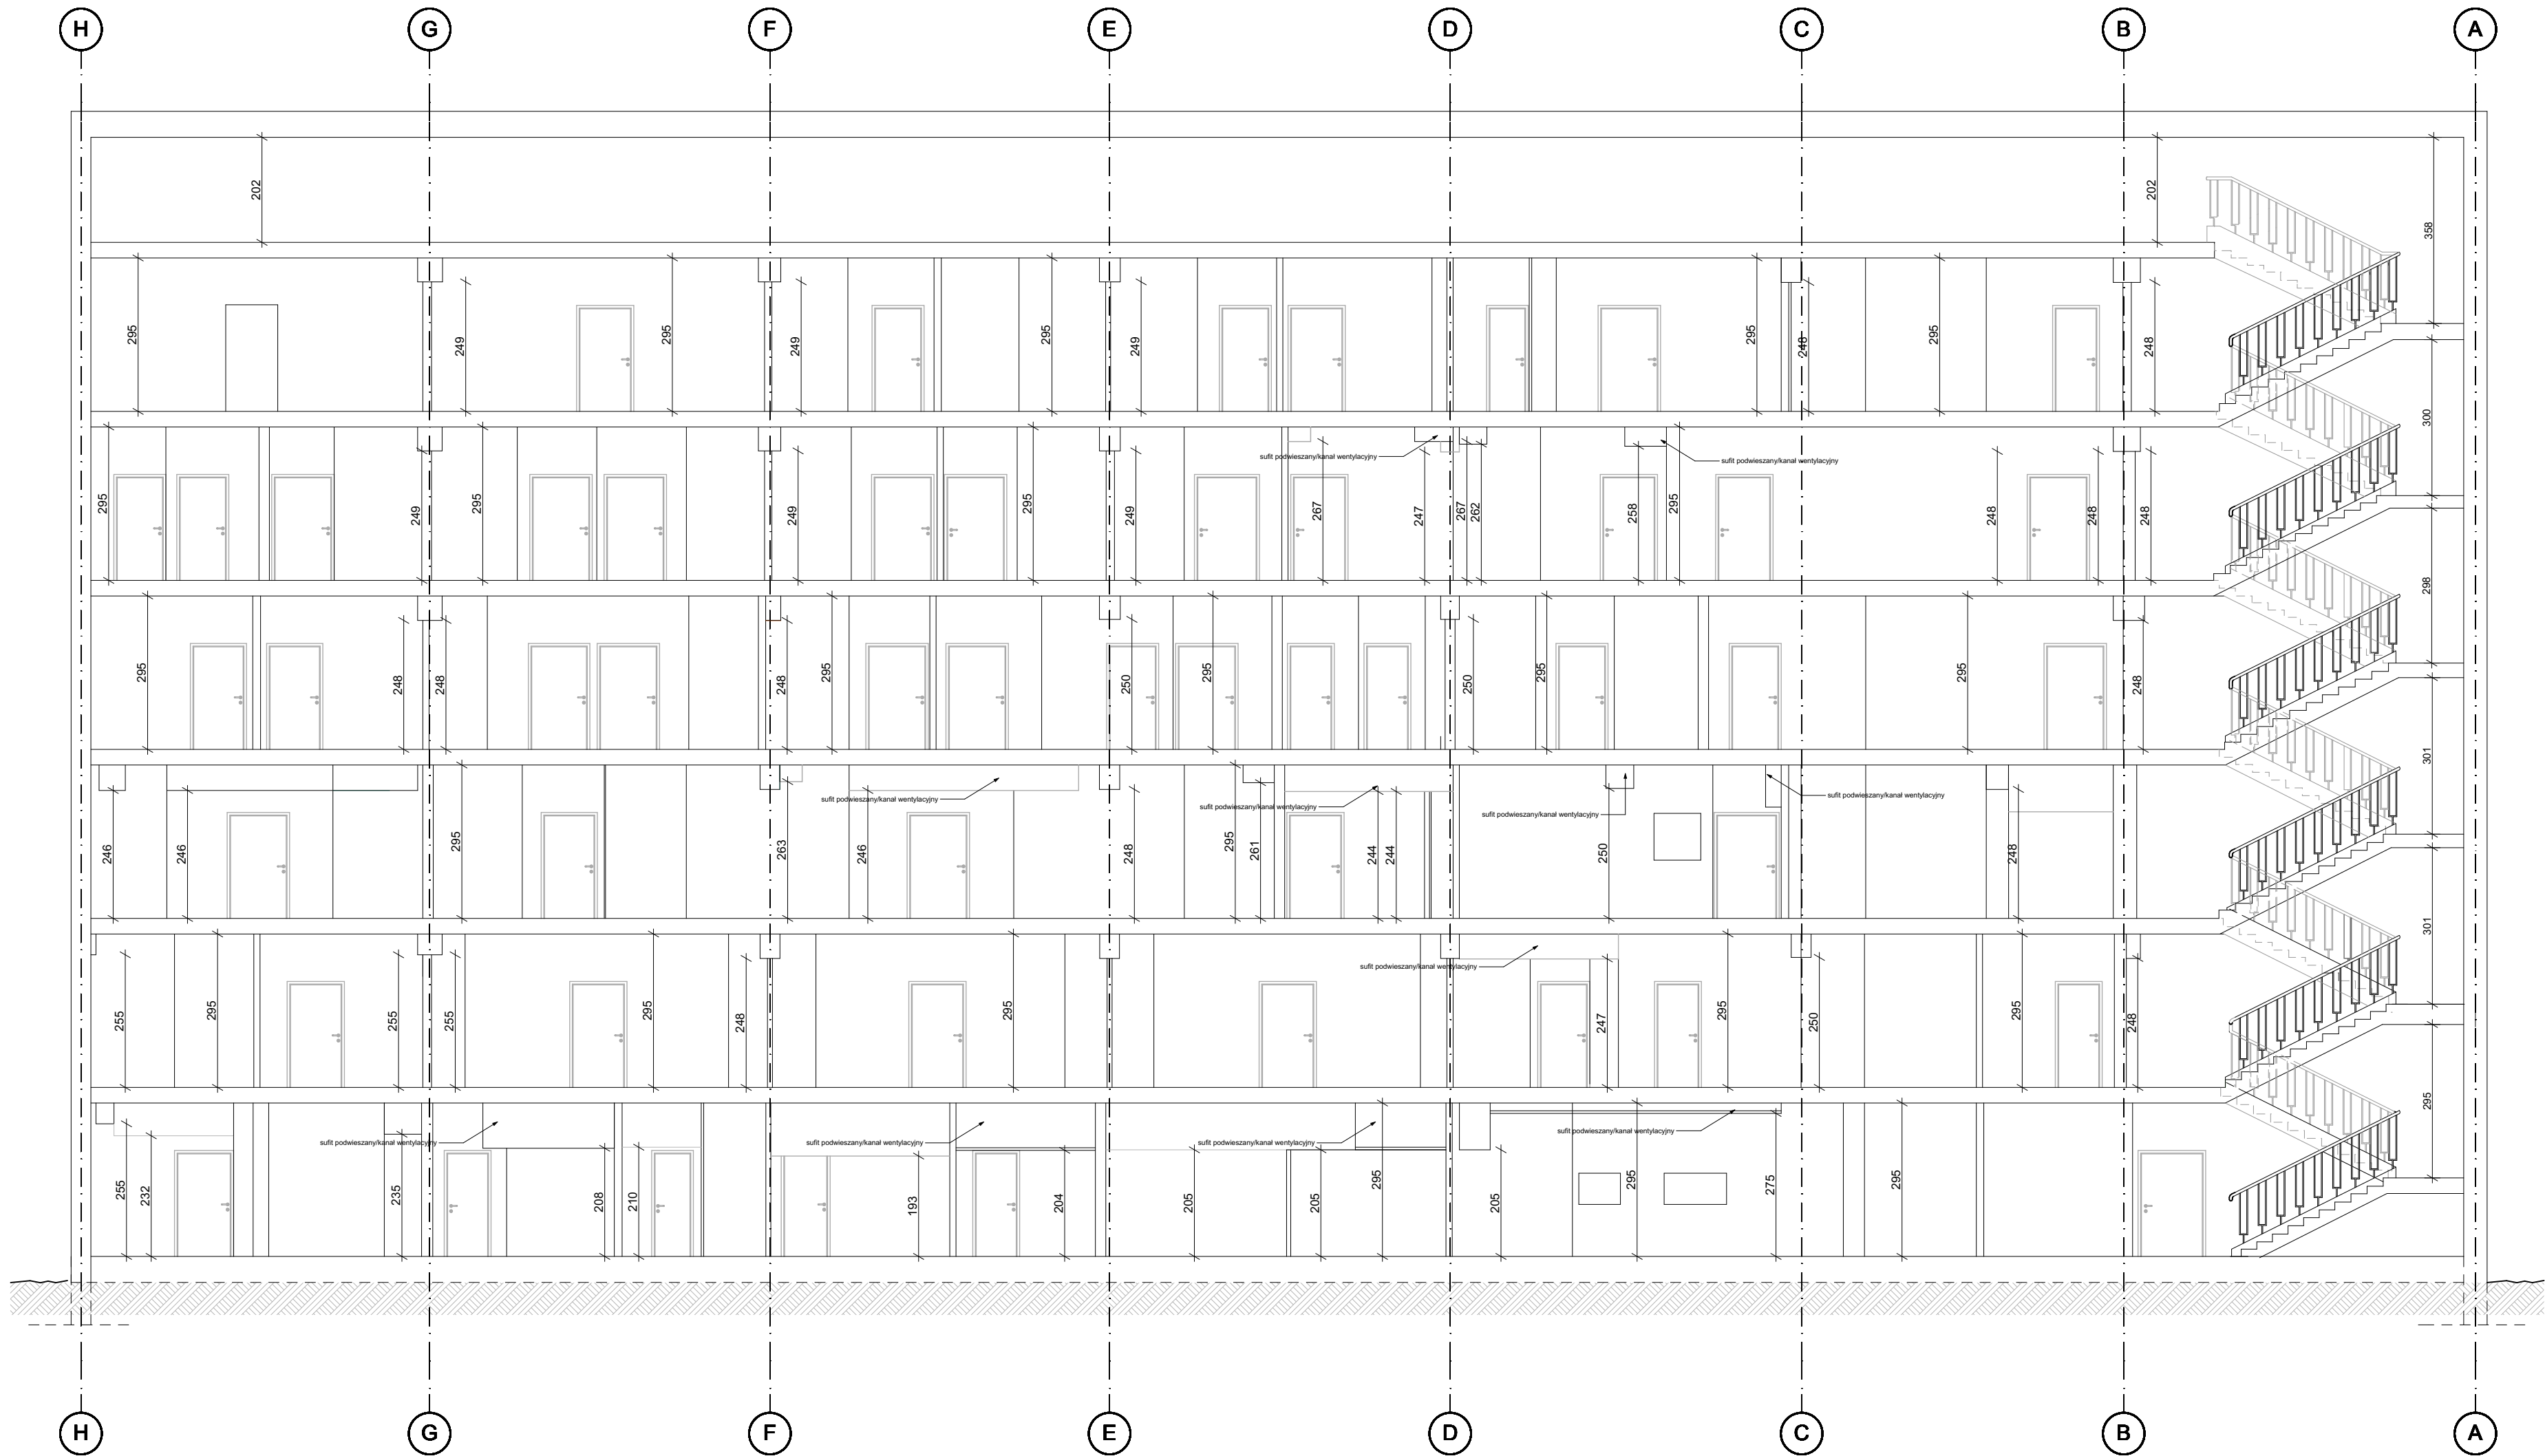 H G F E D C B A
202 202 358
295 249 295 249 295 249 295 248 295 248
300
sufit podwieszany/kanał wentylacyjny
sufit podwieszany/kanał wentylacyjny
295 249 295 249 295 249 267 247 267 262 258 295 248 248 248
298
295 248 248 248 295 250 295 250 295 295 248
301
sufit podwieszany/kanał wentylacyjny
sufit podwieszany/kanał wentylacyjny
sufit podwieszany/kanał wentylacyjny
sufit podwieszany/kanał wentylacyjny
246 246 295 263 246 248 295 261 244 244 250 248
301
sufit podwieszany/kanał wentylacyjny
255 295 255 255 295 248 295 247 295 250 295 248
295
sufit podwieszany/kanał wentylacyjny
sufit podwieszany/kanał wentylacyjny
sufit podwieszany/kanał wentylacyjny
sufit podwieszany/kanał wentylacyjny
255 232 235 208 210 193 204 205 205 295 205 295 275 295
H G F E D C B A